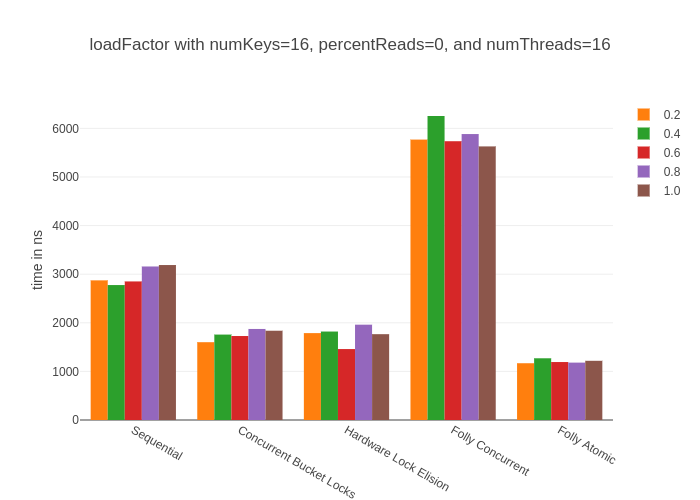 loadFactor with numKeys=16, percentReads=0, and numThreads=16
0.2
0.4
0.6
0.8
1.0
time in ns
6000
5000
4000
3000
2000
1000
0
Sequential
Concurrent Bucket Locks
Hardware Lock Elision
Folly Concurrent
Folly Atomic